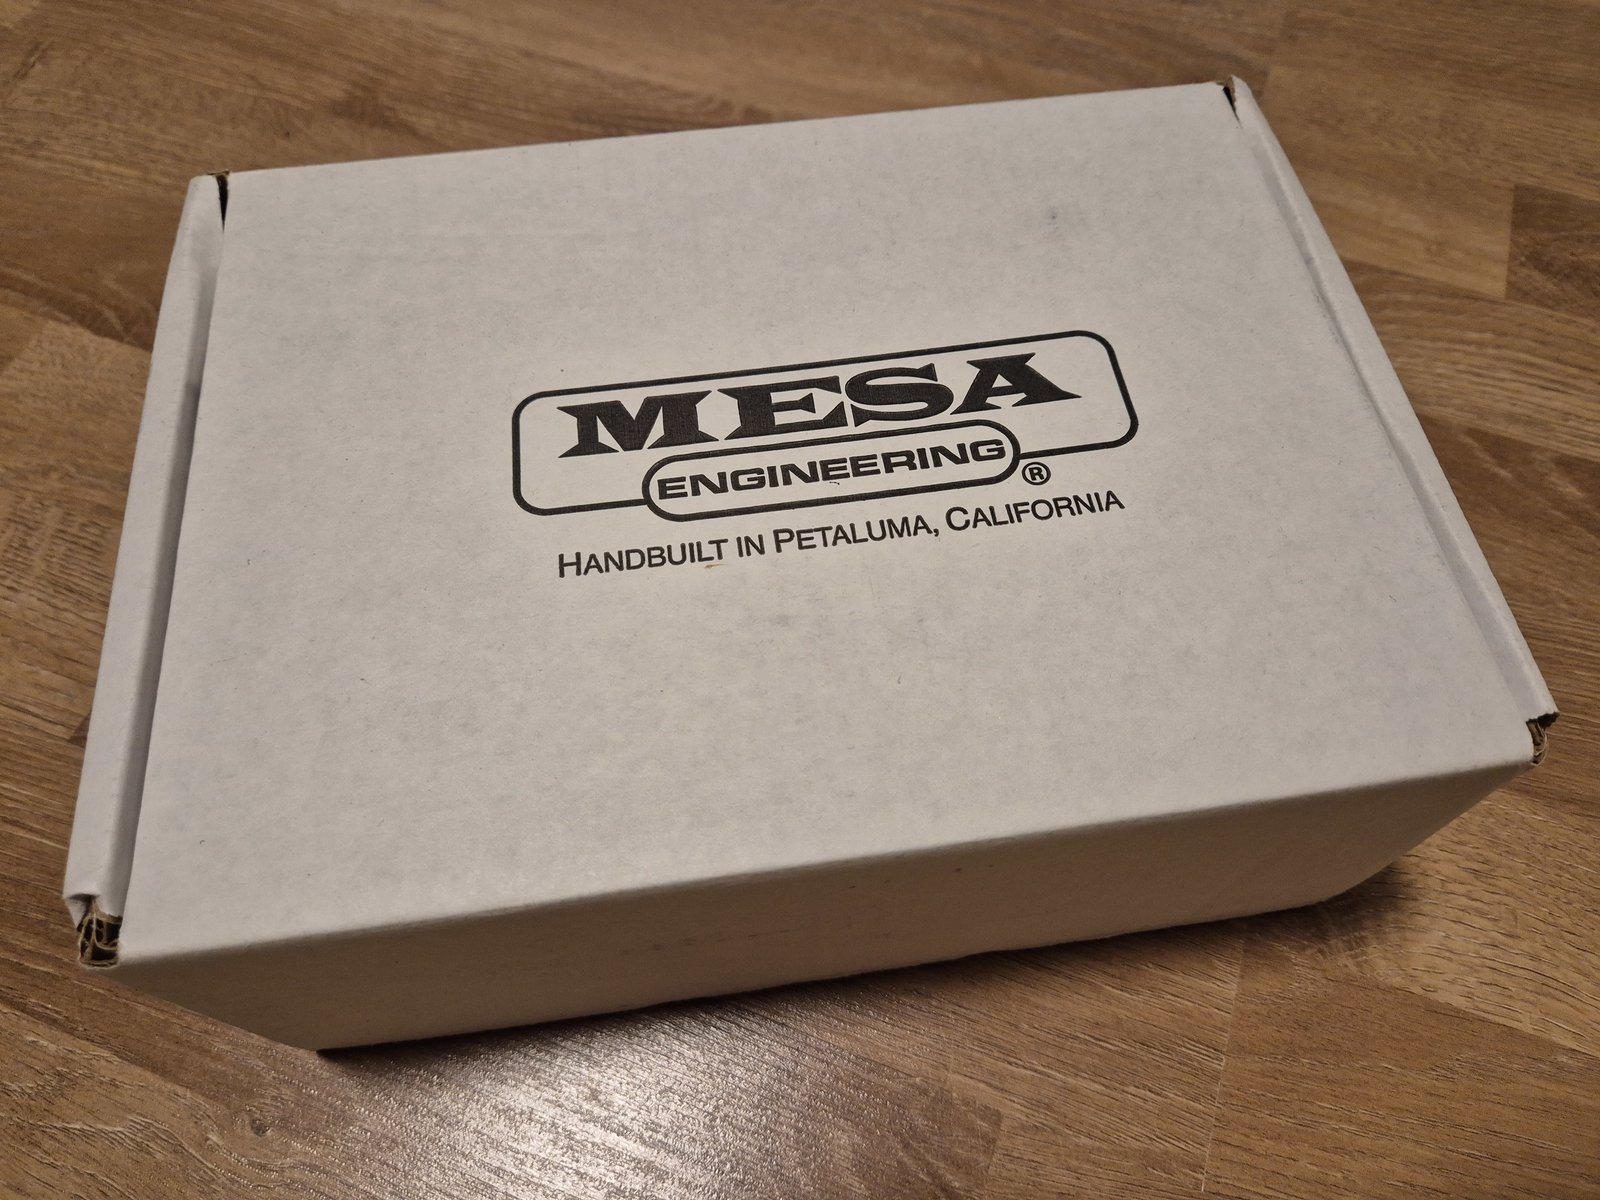 MESA
ENGINEERING®
HANDBUILT IN PETALUMA, CALIFORNIA